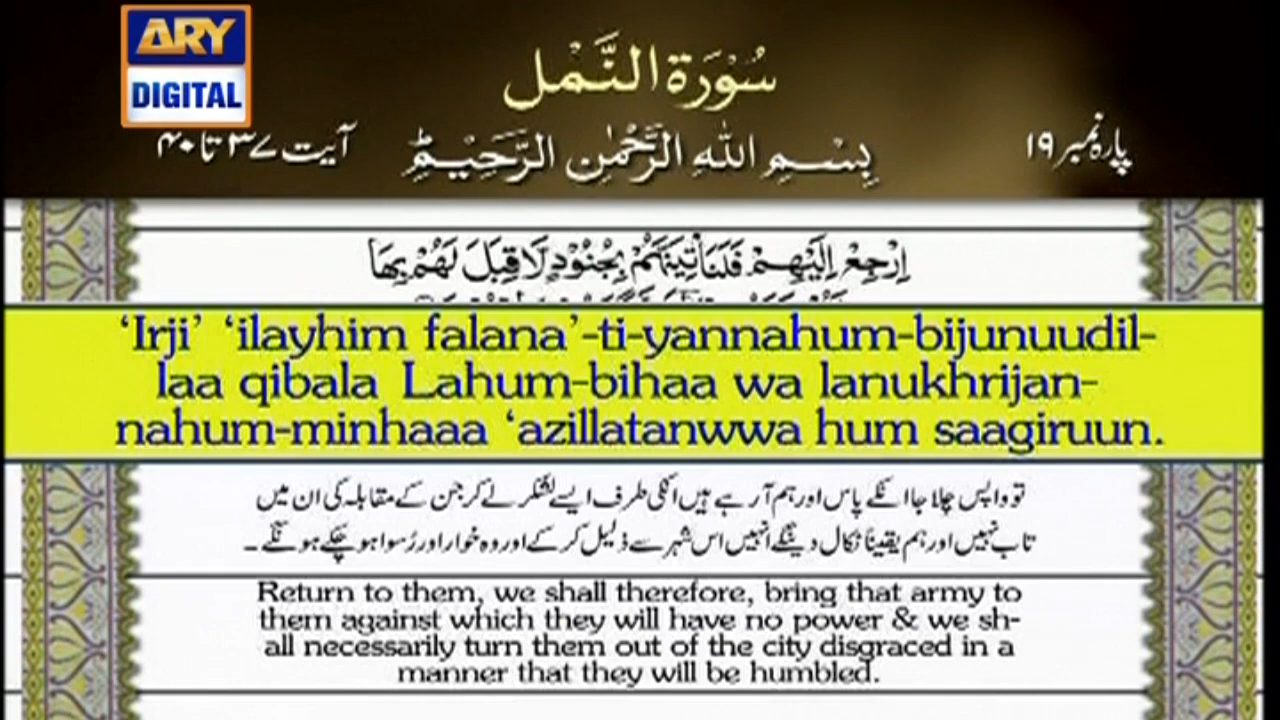 ARY
DIGITAL
سُوْرَةُ النَّمْل
پارہ نمبر ۱۹
بِسْمِ اللهِ الرَّحْمٰنِ الرَّحِيْمِ
آیت ۳۷ تا ۴۰
اِرْجِعْ اِلَيْهِمْ فَلَنَاْتِيَنَّهُمْ بِجُنُوْدٍ لَّا قِبَلَ لَهُمْ بِهَا
‘Irji’ ‘ilayhim falana’-ti-yannahum-bijunuudil-
laa qibala Lahum-bihaa wa lanukhrijan-
nahum-minhaaa ‘azillatanwwa hum saagiruun.
تو واپس چلا جا انکے پاس اور ہم آ رہے ہیں انکی طرف ایسے لشکر لے کر جن کے مقابلہ کی ان میں
تاب نہیں اور ہم یقیناً نکال دینگے انہیں اس شہر سے ذلیل کر کے اور وہ خوار اور رُسوا ہو چکے ہونگے ۔
Return to them, we shall therefore, bring that army to
them against which they will have no power & we sh-
all necessarily turn them out of the city disgraced in a
manner that they will be humbled.